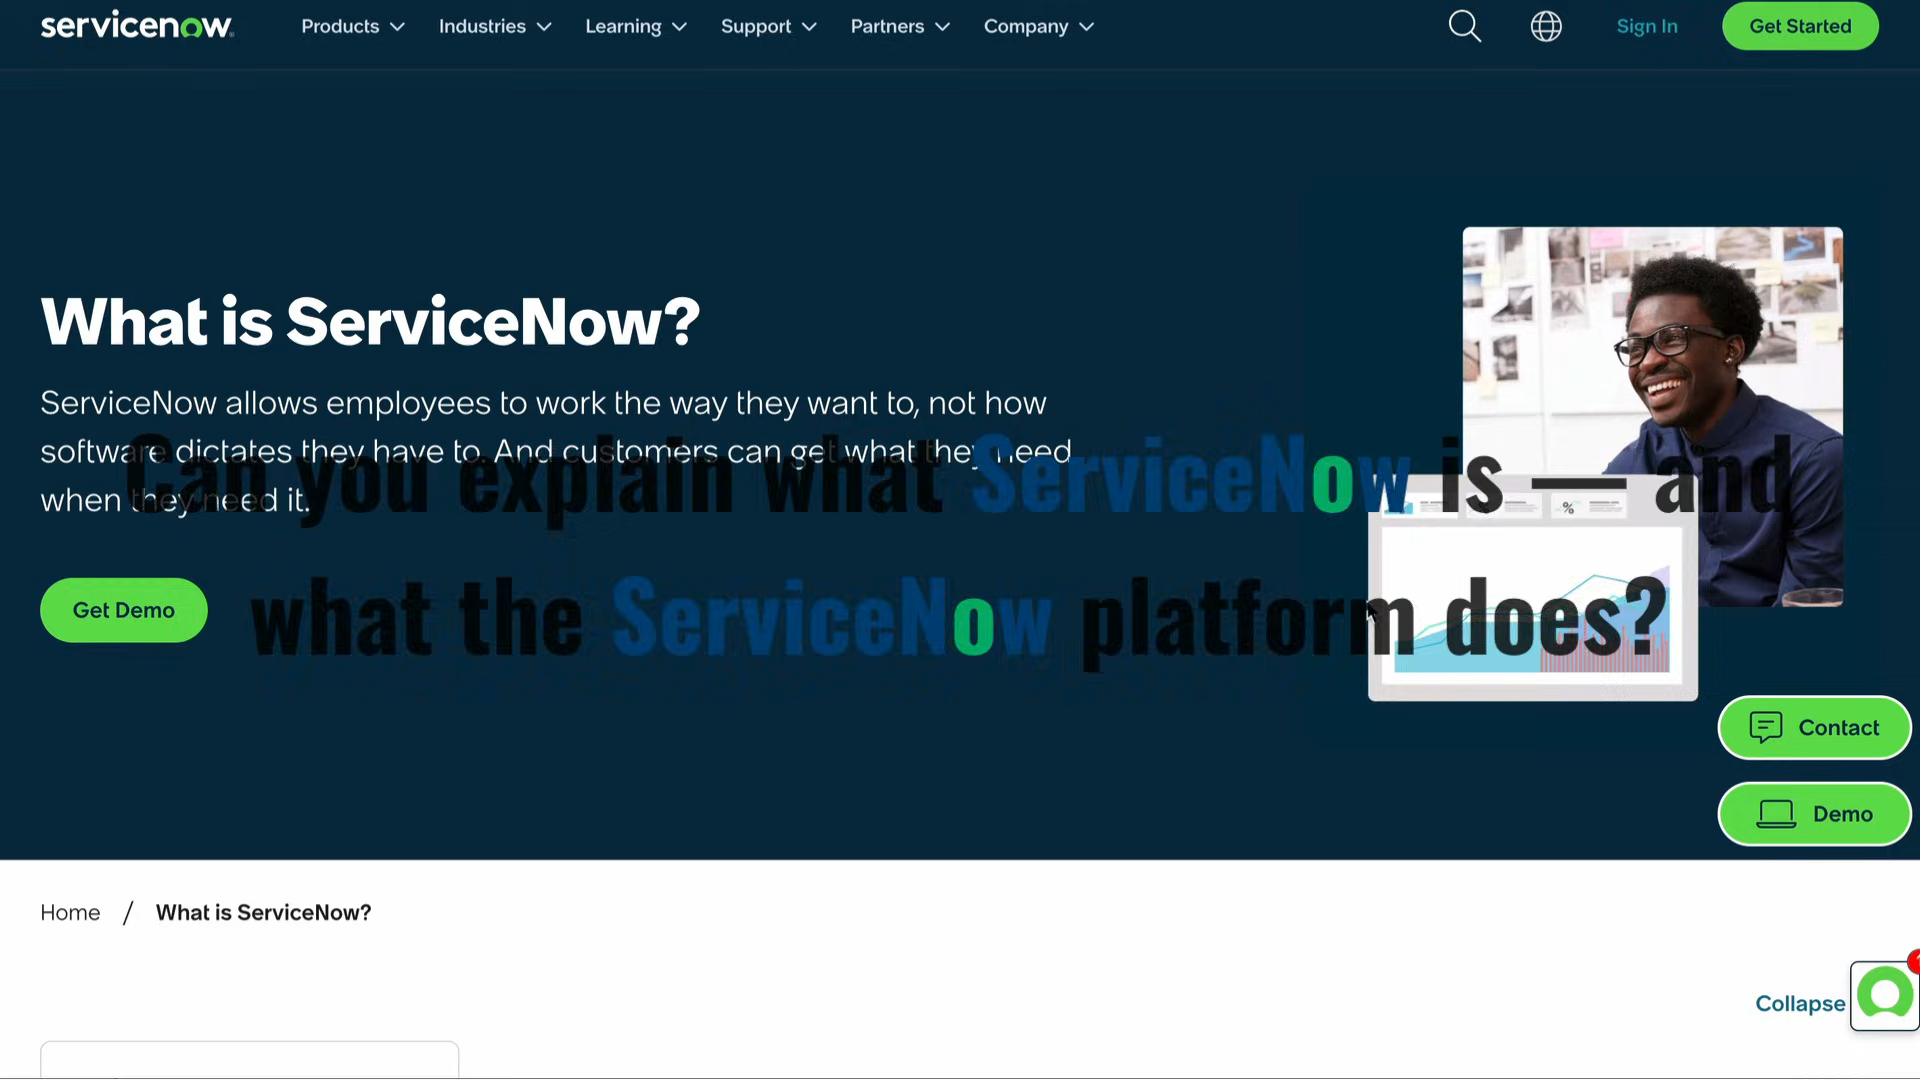 servicenow
Products
Industries
Learning
Support
Partners
Company
Sign In
Get Started
What is ServiceNow?
ServiceNow allows employees to work the way they want to, not how
software dictates they have to. And customers can get what they need
when they need it.
Can you explain what ServiceNow is — and
what the ServiceNow platform does?
%
Get Demo
Contact
Demo
Home / What is ServiceNow?
Collapse